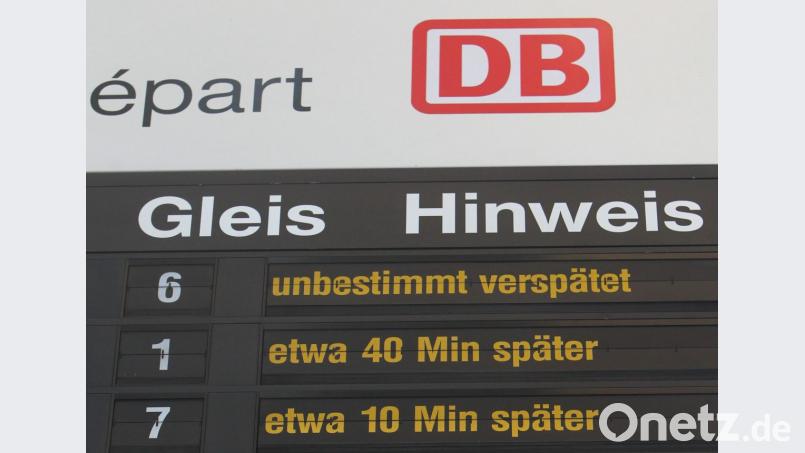 épart DB
Gleis Hinweis
6 unbestimmt verspätet
1 etwa 40 Min später
7 etwa 10 Min später
Onetz.de